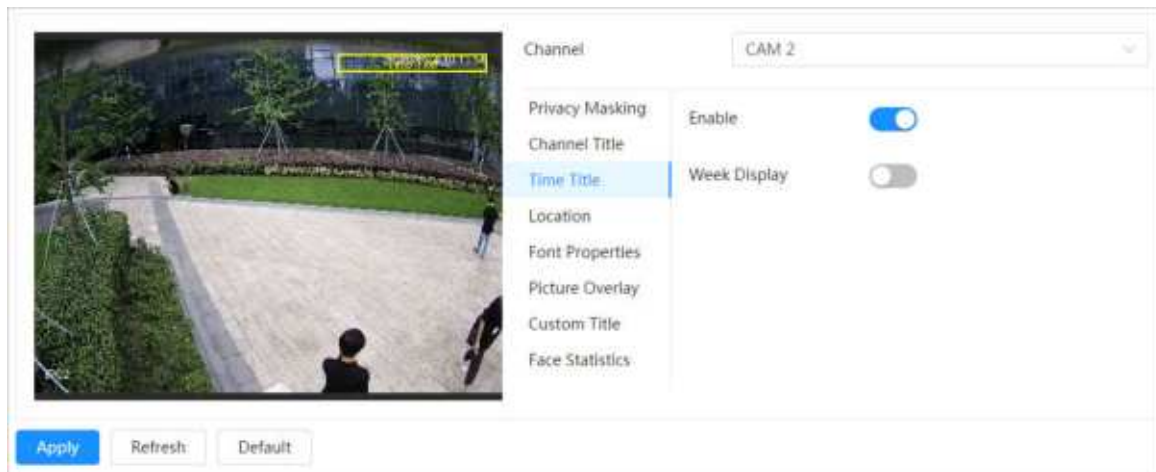 Channel
CAM 2
Privacy Masking
Enable
Channel Title
Time Title
Week Display
Location
Font Properties
Picture Overlay
Custom Title
Face Statistics
Apply
Refresh
Default